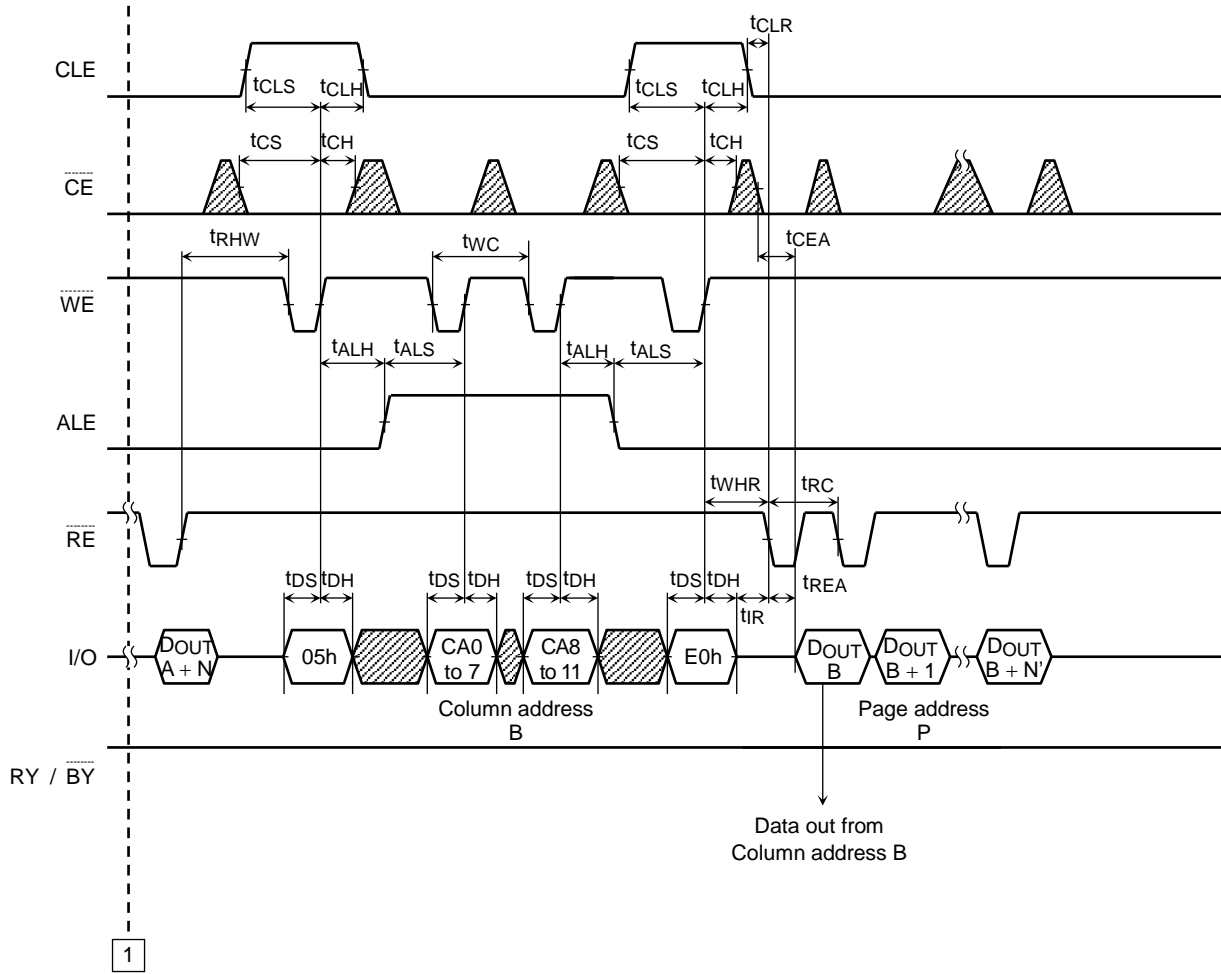 tCLR
CLE
tCLS tCLH tCLS tCLH
tCS tCH tCS tCH
CE
tRHW tWC tCEA
WE
tALH tALS tALH tALS
ALE
tWHR tRC
RE
tDS tDH tDS tDH tDS tDH tDS tDH tREA
tIR
I/O
DOUT
A + N
05h
CA0
to 7
CA8
to 11
E0h
DOUT
B
DOUT
B + 1
DOUT
B + N’
Column address
B
Page address
P
RY / BY
Data out from
Column address B
1